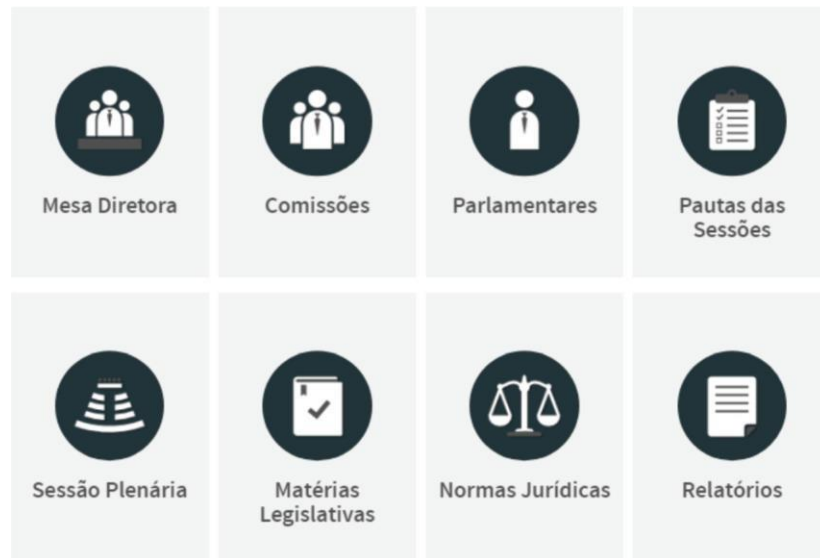 Mesa Diretora
Comissões
Parlamentares
Pautas das
Sessões
Sessão Plenária
Matérias
Legislativas
Normas Jurídicas
Relatórios